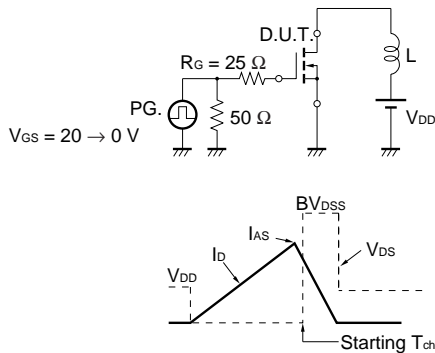 D.U.T.
RG = 25 Ω
L
PG.
50 Ω
VDD
VGS = 20 → 0 V
BVDSS
IAS
ID
VDS
VDD
Starting Tch